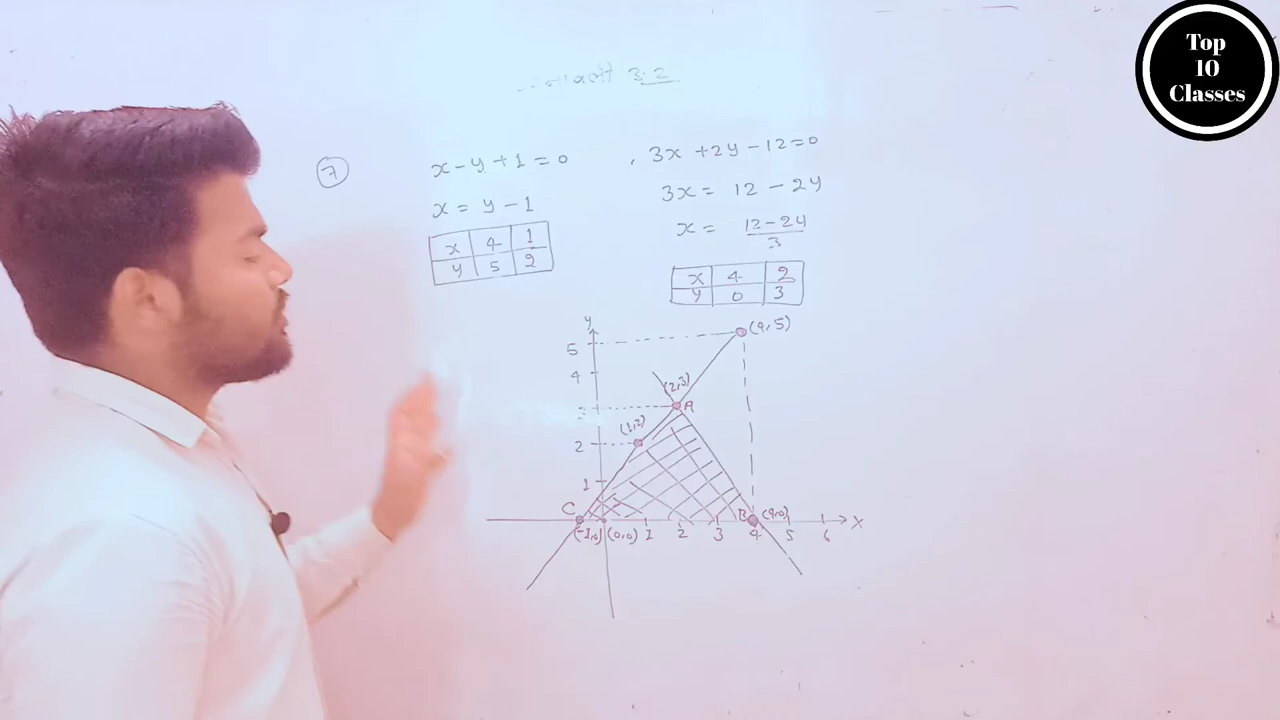 Top
10
Classes
3.2
7
x - y + 1 = 0 , 3x + 2y - 12 = 0
x = y - 1
3x = 12 - 2y
x = 12 - 2y / 3
x 4 1
y 5 2
x 4 2
y 0 3
y
5
4
3
2
1
(4,5)
(2,3)
A
(1,2)
C
B
(4,0)
(-1,0) (0,0) 1 2 3 4 5 6
x